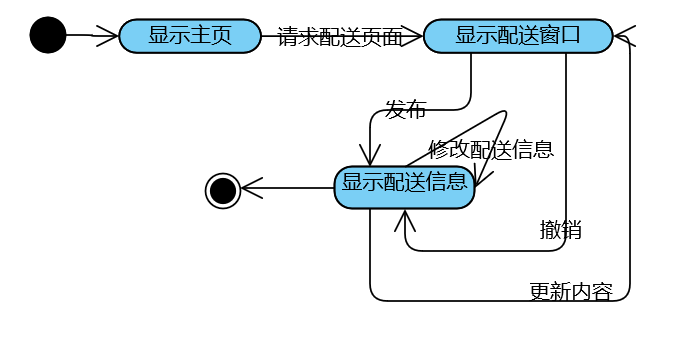 显示主页
请求配送页面
显示配送窗口
发布
修改配送信息
显示配送信息
撤销
更新内容